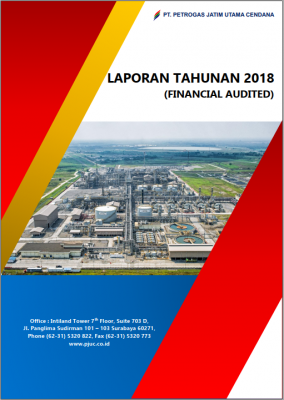 PT. PETROGAS JATIM UTAMA CENDANA
LAPORAN TAHUNAN 2018
(FINANCIAL AUDITED)
Office : Intiland Tower 7th Floor, Suite 703 D,
Jl. Panglima Sudirman 101 – 103 Surabaya 60271,
Phone (62-31) 5320 822, Fax (62-31) 5320 773
www.pjuc.co.id